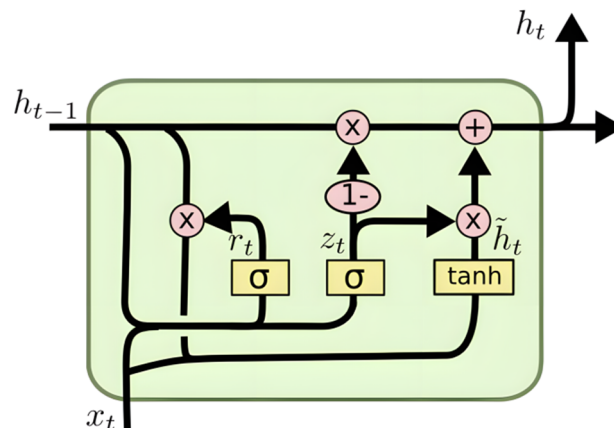 h_t
h_{t-1}
x +
1-
x x
r_t z_t h̃_t
σ σ tanh
x_t